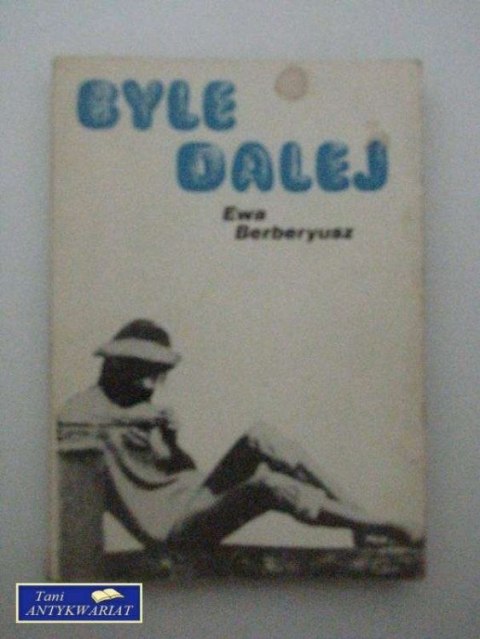 BYLE
DALEJ
Ewa
Berberyusz
Tani
ANTYKWARIAT